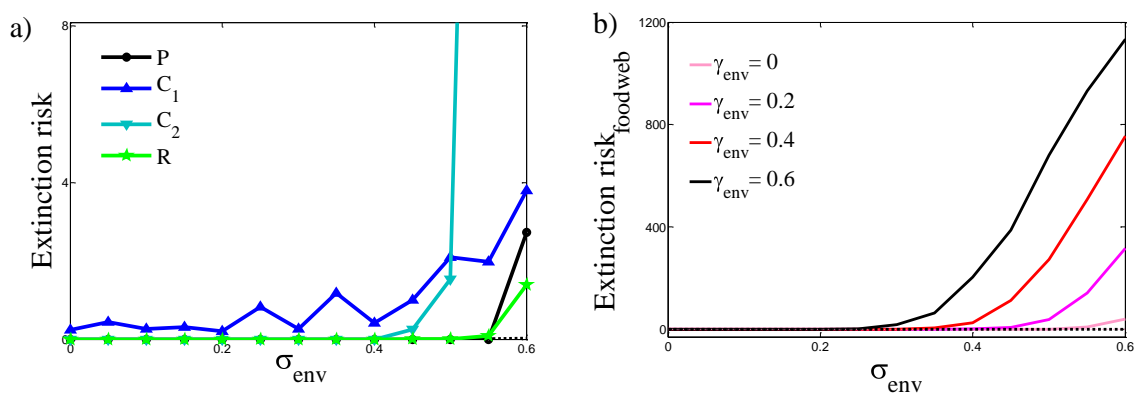 a)
Extinction risk
8
4
0
P
C1
C2
R
0
0.2
0.4
0.6
σenv
b)
Extinction riskfoodweb
1200
800
400
0
γenv= 0
γenv= 0.2
γenv= 0.4
γenv= 0.6
0
0.2
0.4
0.6
σenv